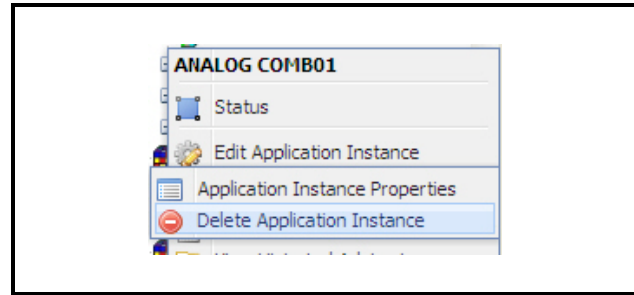 ANALOG COMB01
Status
Edit Application Instance
Application Instance Properties
Delete Application Instance